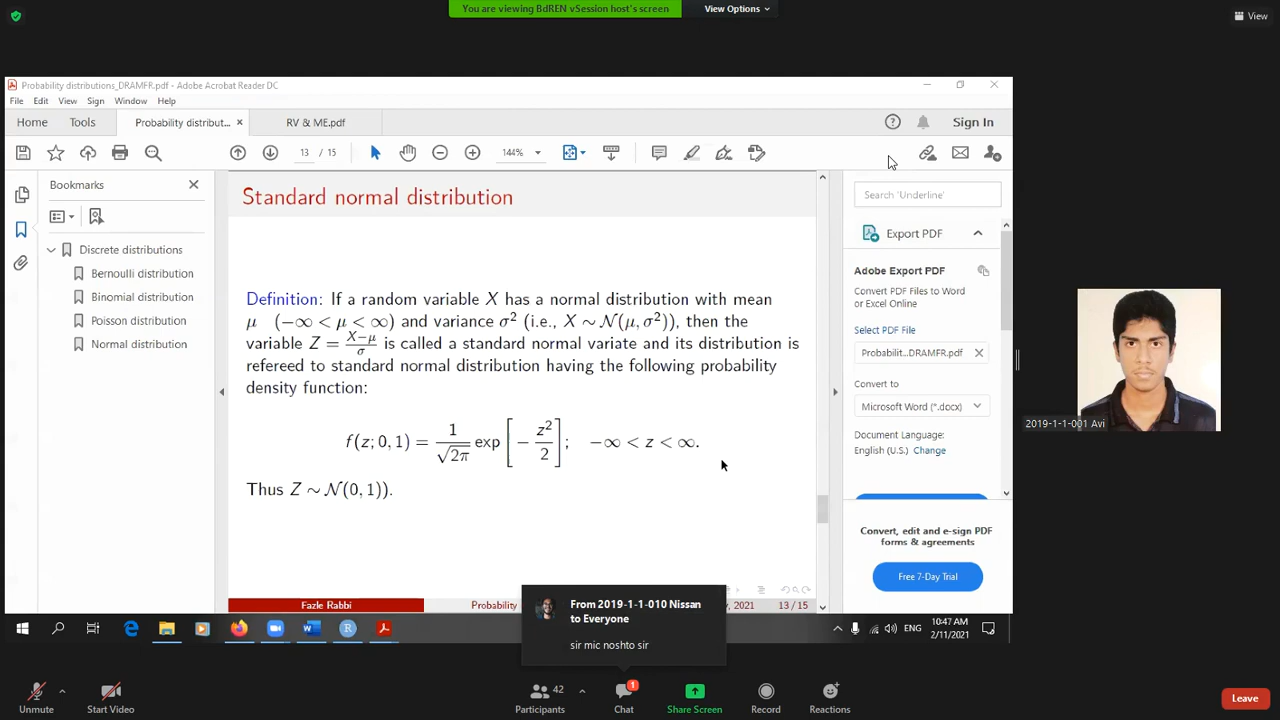 You are viewing BdREN vSession host's screen
View Options
View
Probability distributions_DRAMFR.pdf - Adobe Acrobat Reader DC
File Edit View Sign Window Help
Home Tools Probability distribut... × RV & ME.pdf Sign In
13 / 15 144%
Bookmarks
Discrete distributions
Bernoulli distribution
Binomial distribution
Poisson distribution
Normal distribution
Standard normal distribution
Definition: If a random variable X has a normal distribution with mean
μ (−∞ < μ < ∞) and variance σ² (i.e., X ∼ N(μ, σ²)), then the
variable Z = (X−μ)/σ is called a standard normal variate and its distribution is
refereed to standard normal distribution having the following probability
density function:
f(z; 0, 1) = 1/√2π exp [ − z²/2 ]; −∞ < z < ∞.
Thus Z ∼ N(0, 1)).
Fazle Rabbi Probability , 2021 13 / 15
Search 'Underline'
Export PDF
Adobe Export PDF
Convert PDF Files to Word
or Excel Online
Select PDF File
Probabilit...DRAMFR.pdf
Convert to
Microsoft Word (*.docx)
Document Language:
English (U.S.) Change
Convert, edit and e-sign PDF
forms & agreements
Free 7-Day Trial
2019-1-1-001 Avi
From 2019-1-1-010 Nissan
to Everyone
sir mic noshto sir
ENG
10:47 AM
2/11/2021
Unmute
Start Video
42
Participants
1
Chat
Share Screen
Record
Reactions
Leave